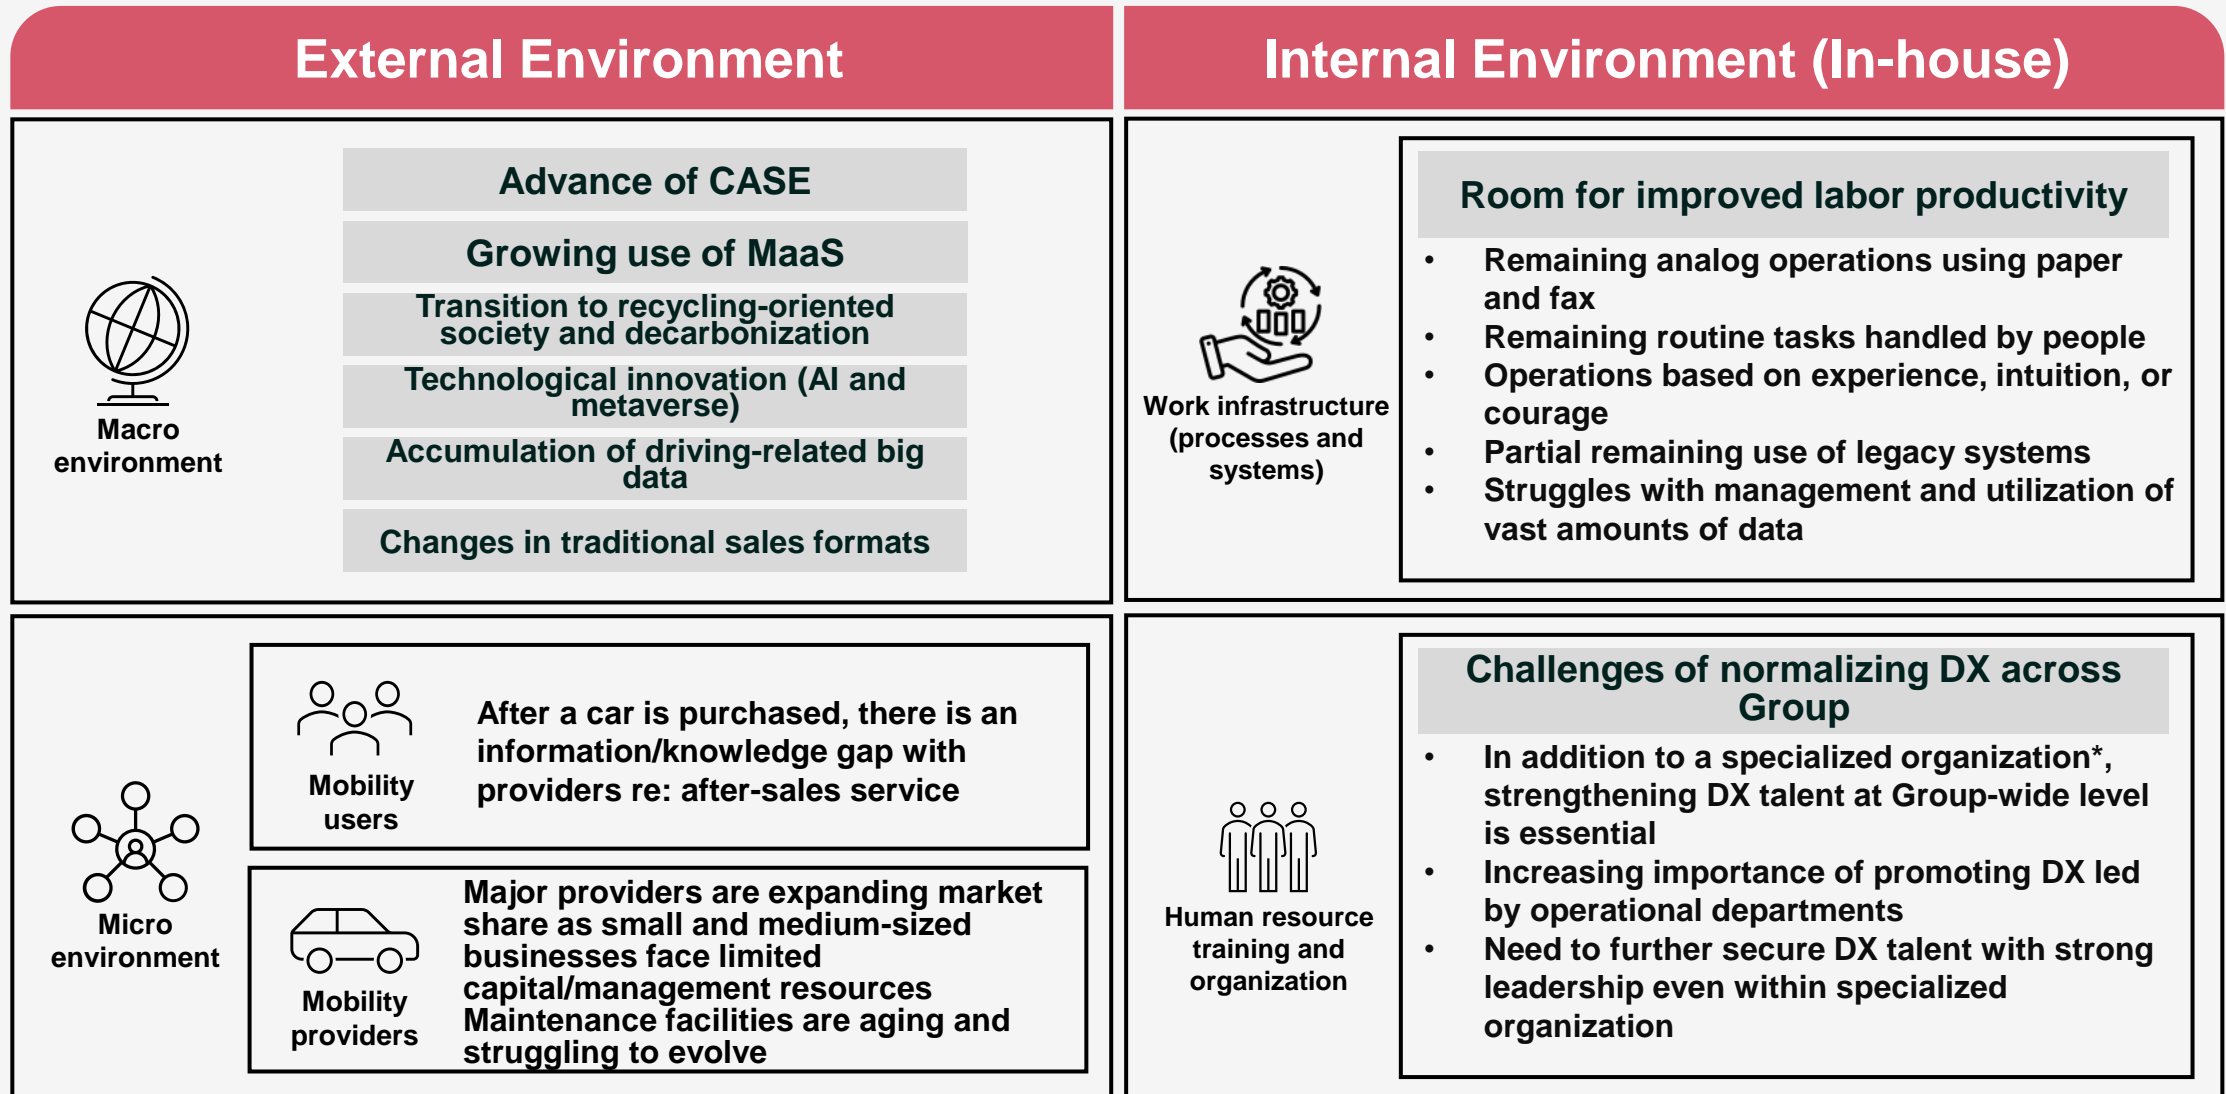 External Environment
Internal Environment (In-house)
Macro
environment
Advance of CASE
Growing use of MaaS
Transition to recycling-oriented
society and decarbonization
Technological innovation (AI and
metaverse)
Accumulation of driving-related big
data
Changes in traditional sales formats
Work infrastructure
(processes and
systems)
Room for improved labor productivity
• Remaining analog operations using paper
and fax
• Remaining routine tasks handled by people
• Operations based on experience, intuition, or
courage
• Partial remaining use of legacy systems
• Struggles with management and utilization of
vast amounts of data
Micro
environment
Mobility
users
After a car is purchased, there is an
information/knowledge gap with
providers re: after-sales service
Mobility
providers
Major providers are expanding market
share as small and medium-sized
businesses face limited
capital/management resources
Maintenance facilities are aging and
struggling to evolve
Human resource
training and
organization
Challenges of normalizing DX across
Group
• In addition to a specialized organization*,
strengthening DX talent at Group-wide level
is essential
• Increasing importance of promoting DX led
by operational departments
• Need to further secure DX talent with strong
leadership even within specialized
organization